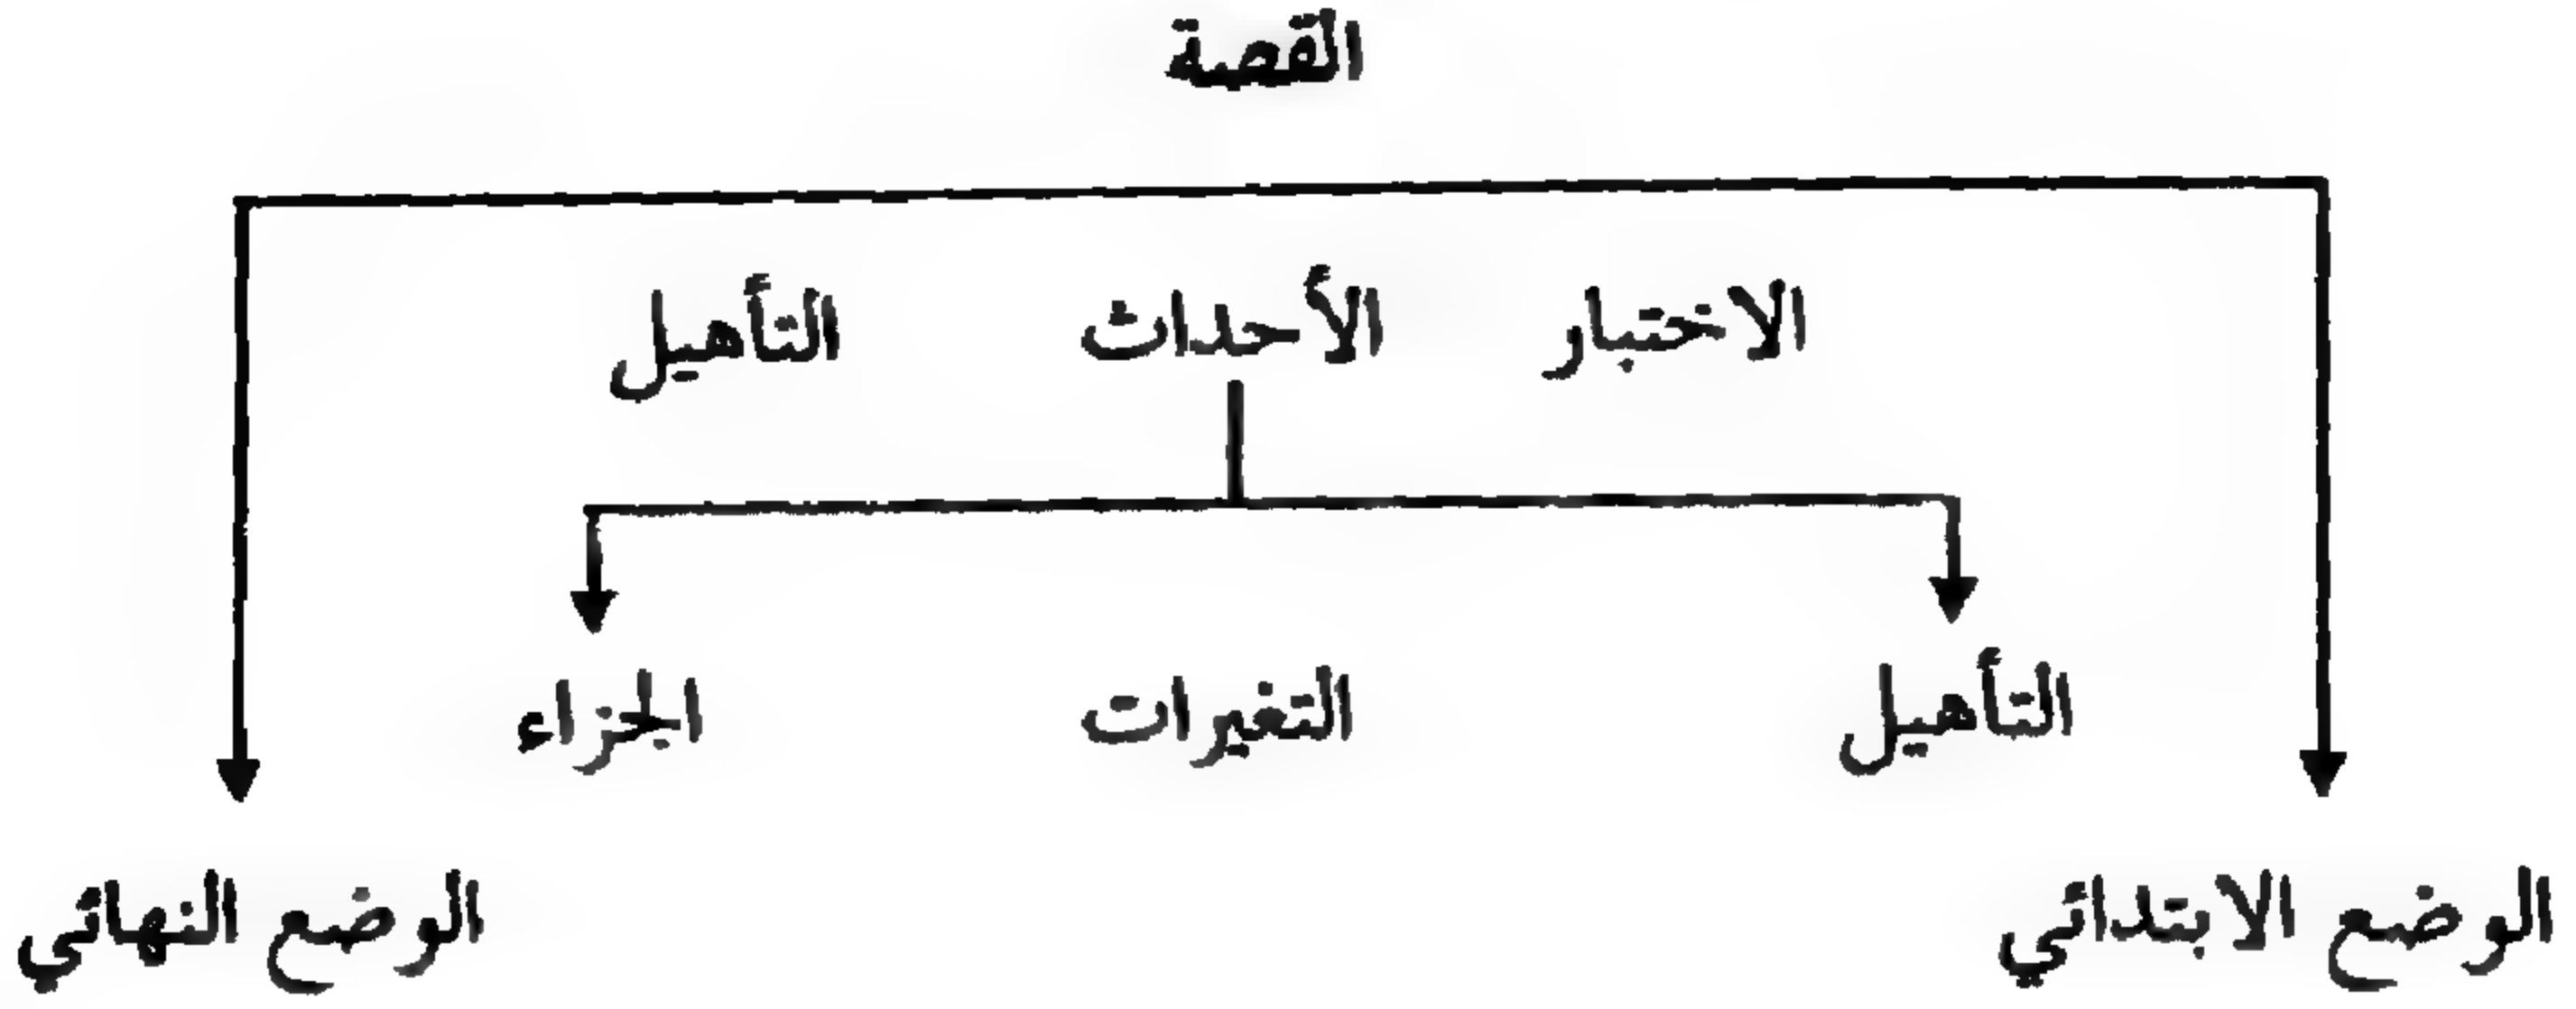 القصة
الاختبار الأحداث التأهيل
التأهيل التغيرات الجزاء
الوضع الابتدائي الوضع النهائي